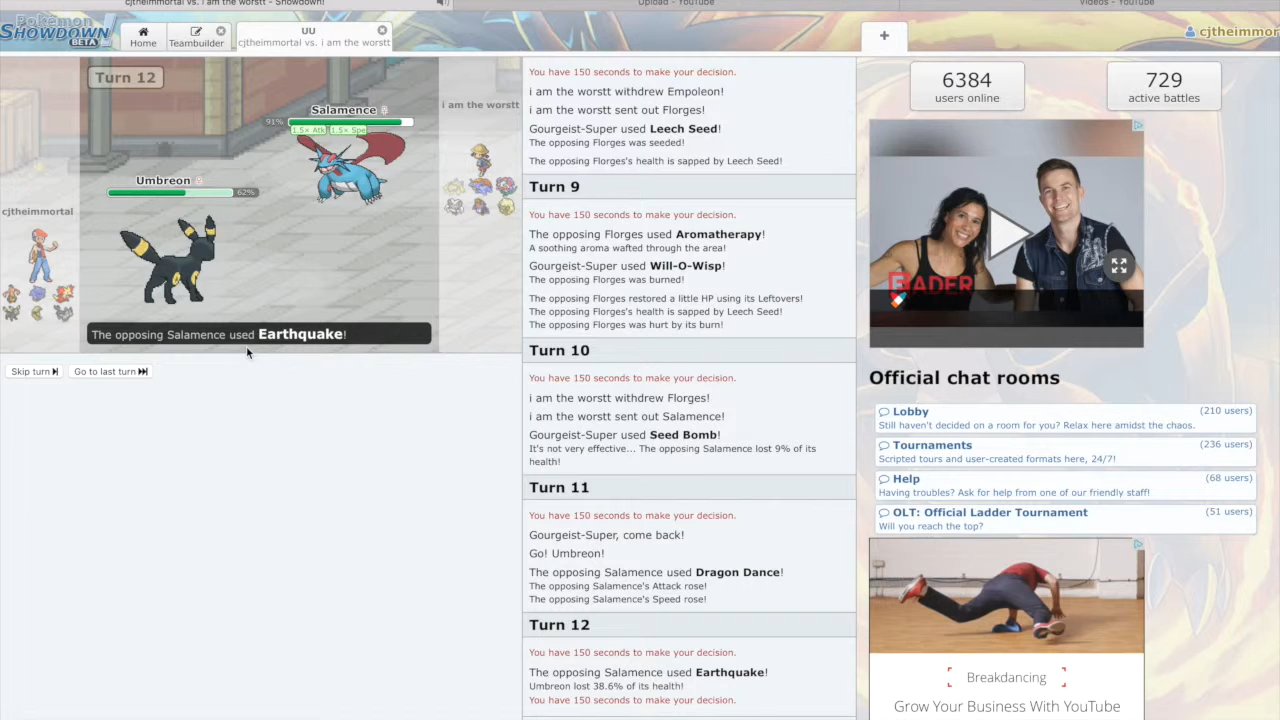 cjtheimmortal vs. i am the worstt - Showdown!
Upload - YouTube
Videos - YouTube
Pokémon
SHOWDOWN
BETA
Home
Teambuilder
UU
cjtheimmortal vs. i am the worstt
+
cjtheimmor
Turn 12
Salamence
91%
1.5× Atk 1.5× Spe
Umbreon
62%
i am the worstt
cjtheimmortal
The opposing Salamence used Earthquake!
Skip turn
Go to last turn
You have 150 seconds to make your decision.
i am the worstt withdrew Empoleon!
i am the worstt sent out Florges!
Gourgeist-Super used Leech Seed!
The opposing Florges was seeded!
The opposing Florges's health is sapped by Leech Seed!
Turn 9
You have 150 seconds to make your decision.
The opposing Florges used Aromatherapy!
A soothing aroma wafted through the area!
Gourgeist-Super used Will-O-Wisp!
The opposing Florges was burned!
The opposing Florges restored a little HP using its Leftovers!
The opposing Florges's health is sapped by Leech Seed!
The opposing Florges was hurt by its burn!
Turn 10
You have 150 seconds to make your decision.
i am the worstt withdrew Florges!
i am the worstt sent out Salamence!
Gourgeist-Super used Seed Bomb!
It's not very effective... The opposing Salamence lost 9% of its
health!
Turn 11
You have 150 seconds to make your decision.
Gourgeist-Super, come back!
Go! Umbreon!
The opposing Salamence used Dragon Dance!
The opposing Salamence's Attack rose!
The opposing Salamence's Speed rose!
Turn 12
You have 150 seconds to make your decision.
The opposing Salamence used Earthquake!
Umbreon lost 38.6% of its health!
You have 150 seconds to make your decision.
6384
users online
729
active battles
Official chat rooms
Lobby
(210 users)
Still haven't decided on a room for you? Relax here amidst the chaos.
Tournaments
(236 users)
Scripted tours and user-created formats here, 24/7!
Help
(68 users)
Having troubles? Ask for help from one of our friendly staff!
OLT: Official Ladder Tournament
(51 users)
Will you reach the top?
Breakdancing
Grow Your Business With YouTube